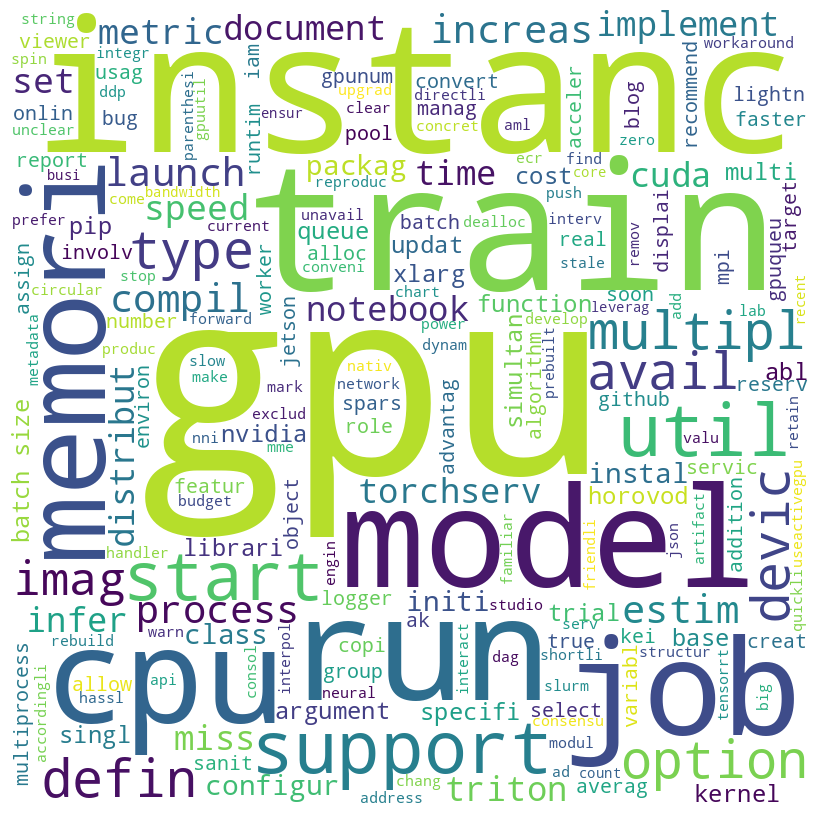 string
metric
document
increas
implement
viewer
integr
workaround
spin
usag
iam
instanc
set
ddp
parenthesi
gpuutil
gpunum
convert
upgrad
clear
directli
onlin
bug
runtim
ensur
concret
manag
aml
acceler
blog
recommend
lightn
faster
unclear
pool
zero
report
launch
packag
time
ecr
find
core
cost
cuda
multi
busi
come
bandwidth
reproduc
push
train
prefer
speed
current
unavail
batch
dealloc
interv
real
remov
displai
gpuqueu
target
pip
memori
type
queue
alloc
updat
stale
mpi
involv
assign
stop
conveni
xlarg
worker
circular
compil
chart
function
soon
leverag
add
lab
recent
number
forward
notebook
develop
power
multipl
metadata
produc
jetson
dynam
simultan
algorithm
prebuilt
slow
nativ
avail
abl
make
mark
network
environ
distribut
gpu
exclud
spars
advantag
github
reserv
nvidia
role
util
valu
retain
batch size
nni
mme
featur
torchserv
instal
servic
budget
object
horovod
devic
addition
artifact
json
useactivegpu
quickli
handler
librari
engin
model
familiar
friendli
start
imag
process
logger
initi
studio
trial
estim
infer
class
warn
interpol
ak
serv
true
kei
base
creat
rebuild
copi
interact
dag
shortli
structur
multiprocess
accordingli
allow
api
consol
cpu
run
job
group
neural
slurm
variabl
tensorrt
big
hassl
argument
specifi
select
consensu
singl
miss
support
modul
option
sanit
defin
configur
chang
triton
ad
count
averag
address
kernel